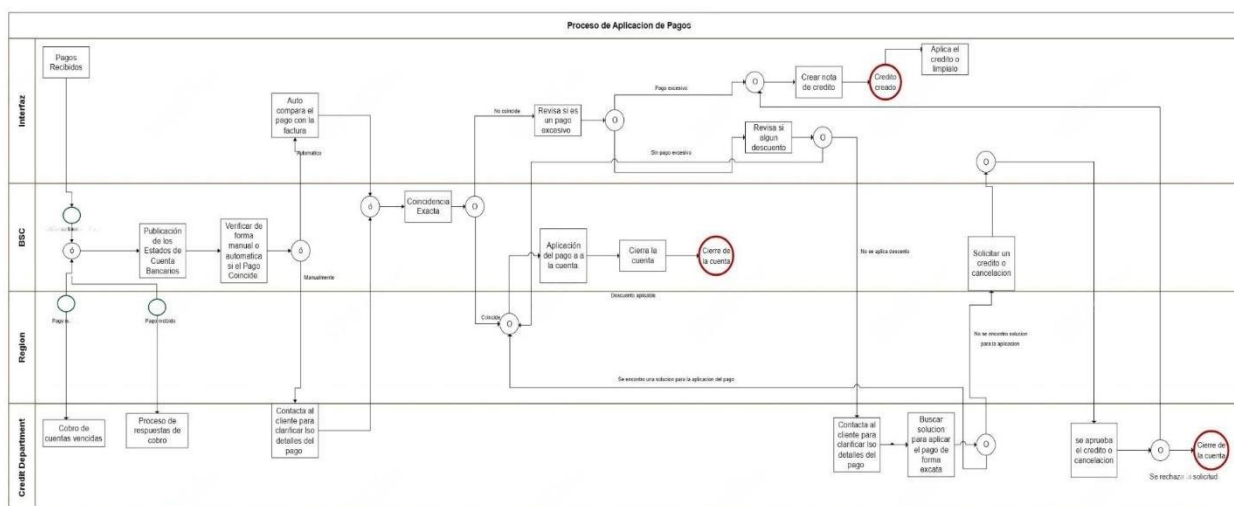 Proceso de Aplicacion de Pagos
Interfaz
Pagos
Recibidos
Auto
compara el
pago con la
factura
Automatico
No coincide
Revisa si es
un pago
excesivo
O
Pago excesivo
Sin pago excesivo
O
Crear nota
de credito
Credito
creado
Aplica el
credito o
limpialo
Revisa si
algun
descuento
O
O
BSC
ó
Publicación
de los
Estados de
Cuenta
Bancarios
Verificar de
forma
manual o
automatica
si el Pago
Coincide
ó
Manualmente
ó
Coincidencia
Exacta
O
Aplicación
del pago a a
la cuenta.
Cierra la
cuenta
Cierre de
la cuenta
No se aplica descento
Solicitar un
credito o
cancelacion
Region
Pago
Pago recibido
Coincide
O
Descuento aplicable
No se encontro solucion
para la aplicacion
Se encontro una solucion para la aplicacion del pago
Credit Department
Cobro de
cuentas vencidas
Proceso de
respuestas de
cobro
Contacta al
cliente para
clarificar lso
detalles del
pago
Contacta al
cliente para
clarificar lso
detalles del
pago
Buscar
solucion
para aplicar
el pago de
forma
excata
O
se aprueba
el credito o
cancelacion
O
Cierre de
la cuenta
Se rechaza la solicitud